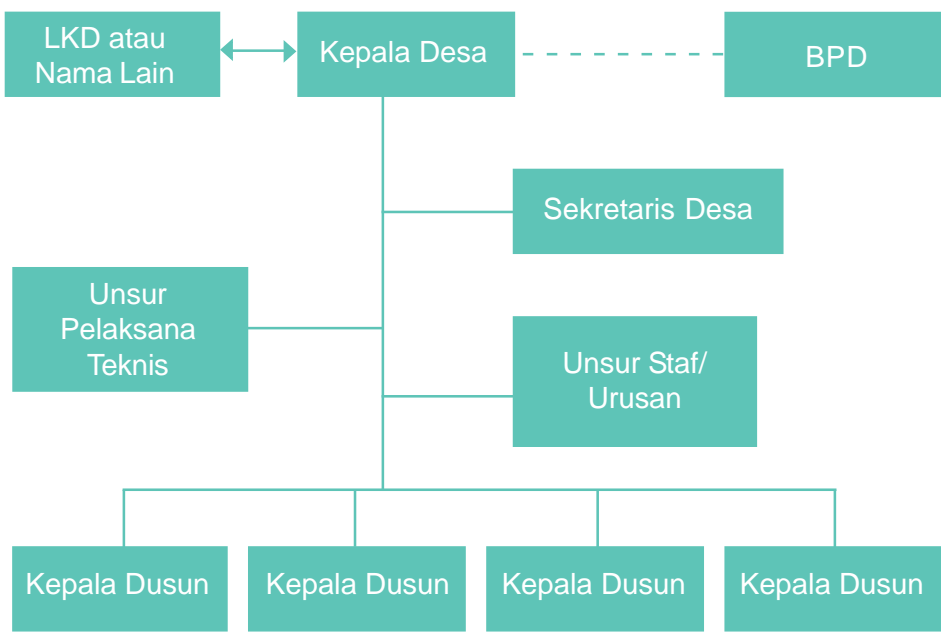 LKD atau
Nama Lain
Kepala Desa
BPD
Sekretaris Desa
Unsur
Pelaksana
Teknis
Unsur Staf/
Urusan
Kepala Dusun
Kepala Dusun
Kepala Dusun
Kepala Dusun